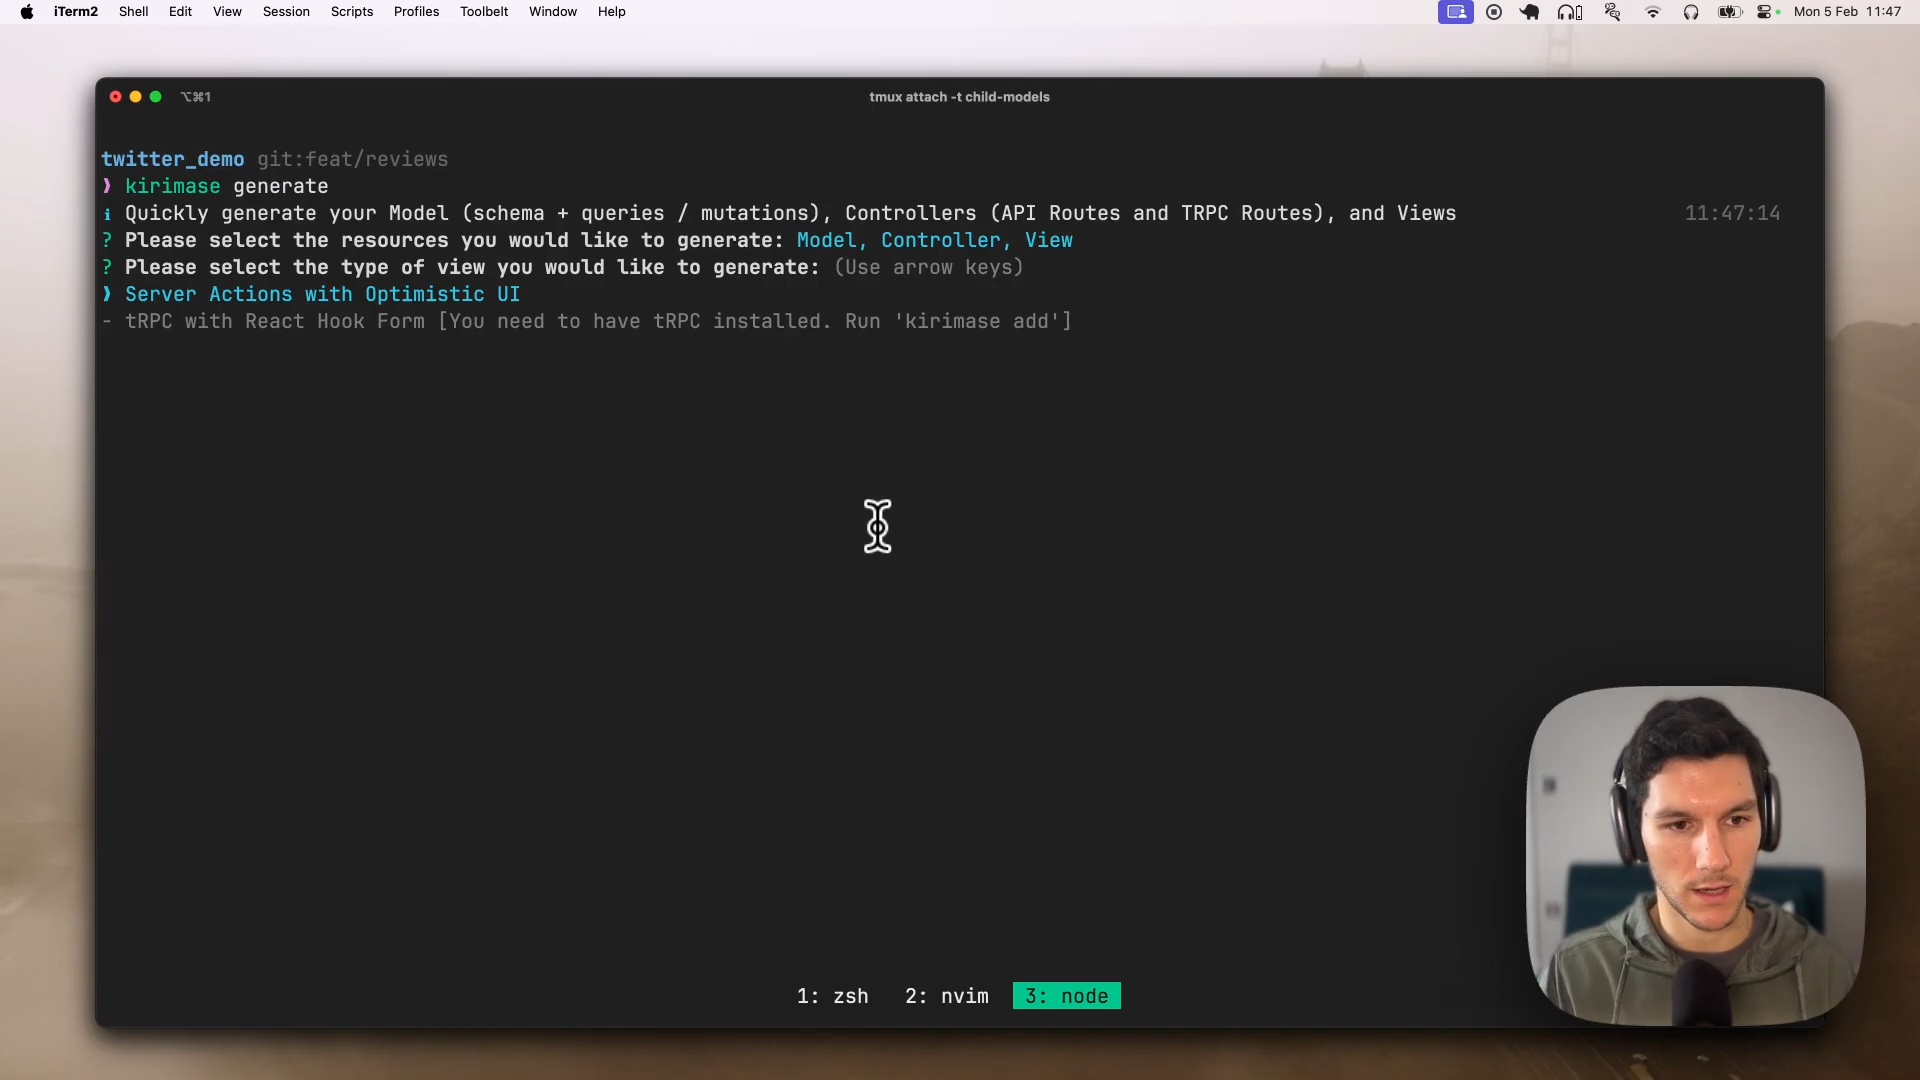 iTerm2 Shell Edit View Session Scripts Profiles Toolbelt Window Help Mon 5 Feb 11:47
⌥⌘1 tmux attach -t child-models
twitter_demo git:feat/reviews
❯ kirimase generate
i Quickly generate your Model (schema + queries / mutations), Controllers (API Routes and TRPC Routes), and Views 11:47:14
? Please select the resources you would like to generate: Model, Controller, View
? Please select the type of view you would like to generate: (Use arrow keys)
❯ Server Actions with Optimistic UI
- tRPC with React Hook Form [You need to have tRPC installed. Run 'kirimase add']
1: zsh 2: nvim 3: node